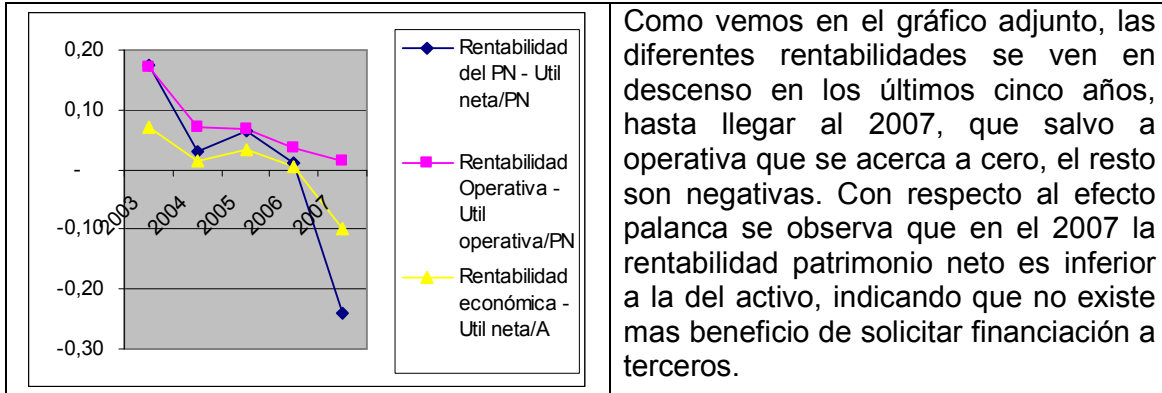 0,20
0,10
-
-0,10
-0,20
-0,30
2003
2004
2005
2006
2007
Rentabilidad
del PN - Util
neta/PN
Rentabilidad
Operativa -
Util
operativa/PN
Rentabilidad
económica -
Util neta/A
Como vemos en el gráfico adjunto, las
diferentes rentabilidades se ven en
descenso en los últimos cinco años,
hasta llegar al 2007, que salvo a
operativa que se acerca a cero, el resto
son negativas. Con respecto al efecto
palanca se observa que en el 2007 la
rentabilidad patrimonio neto es inferior
a la del activo, indicando que no existe
mas beneficio de solicitar financiación a
terceros.